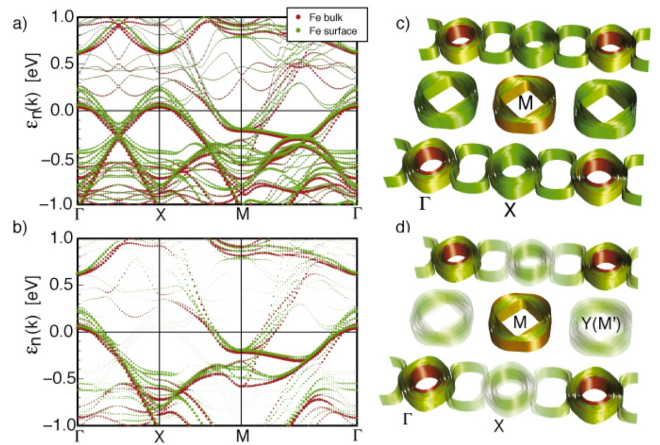 a)
1.0
0.5
0.0
−0.5
−1.0
εn(k) [eV]
Fe bulk
Fe surface
Γ
X
M
Γ
b)
1.0
0.5
0.0
−0.5
−1.0
εn(k) [eV]
Γ
X
M
Γ
c)
M
Γ
X
d)
M
Y(M')
Γ
X